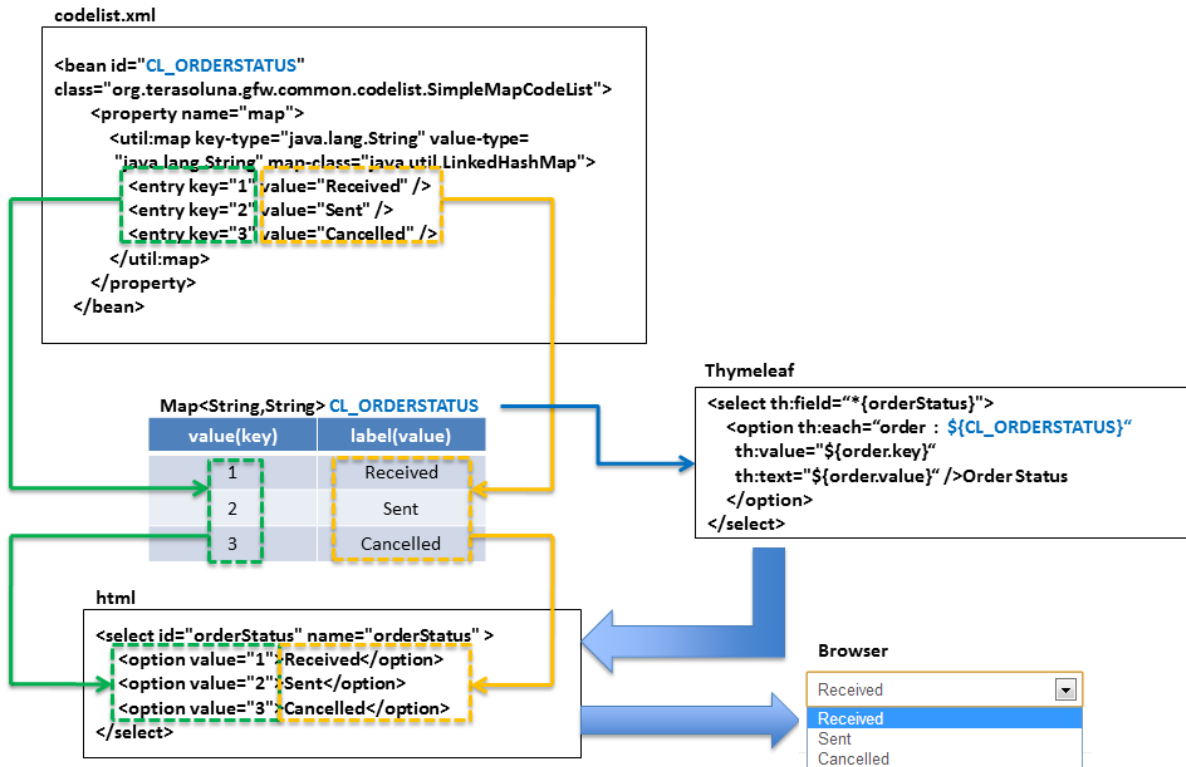 codelist.xml
<bean id="CL_ORDERSTATUS"
class="org.terasoluna.gfw.common.codelist.SimpleMapCodeList">
<property name="map">
<util:map key-type="java.lang.String" value-type=
"java.lang.String" map-class="java.util.LinkedHashMap">
<entry key="1" value="Received" />
<entry key="2" value="Sent" />
<entry key="3" value="Cancelled" />
</util:map>
</property>
</bean>
Map<String,String> CL_ORDERSTATUS
value(key) label(value)
1 Received
2 Sent
3 Cancelled
Thymeleaf
<select th:field=“*{orderStatus}">
<option th:each=“order : ${CL_ORDERSTATUS}“
th:value="${order.key}“
th:text="${order.value}“ />Order Status
</option>
</select>
html
<select id="orderStatus" name="orderStatus" >
<option value="1">Received</option>
<option value="2">Sent</option>
<option value="3">Cancelled</option>
</select>
Browser
Received
Received
Sent
Cancelled